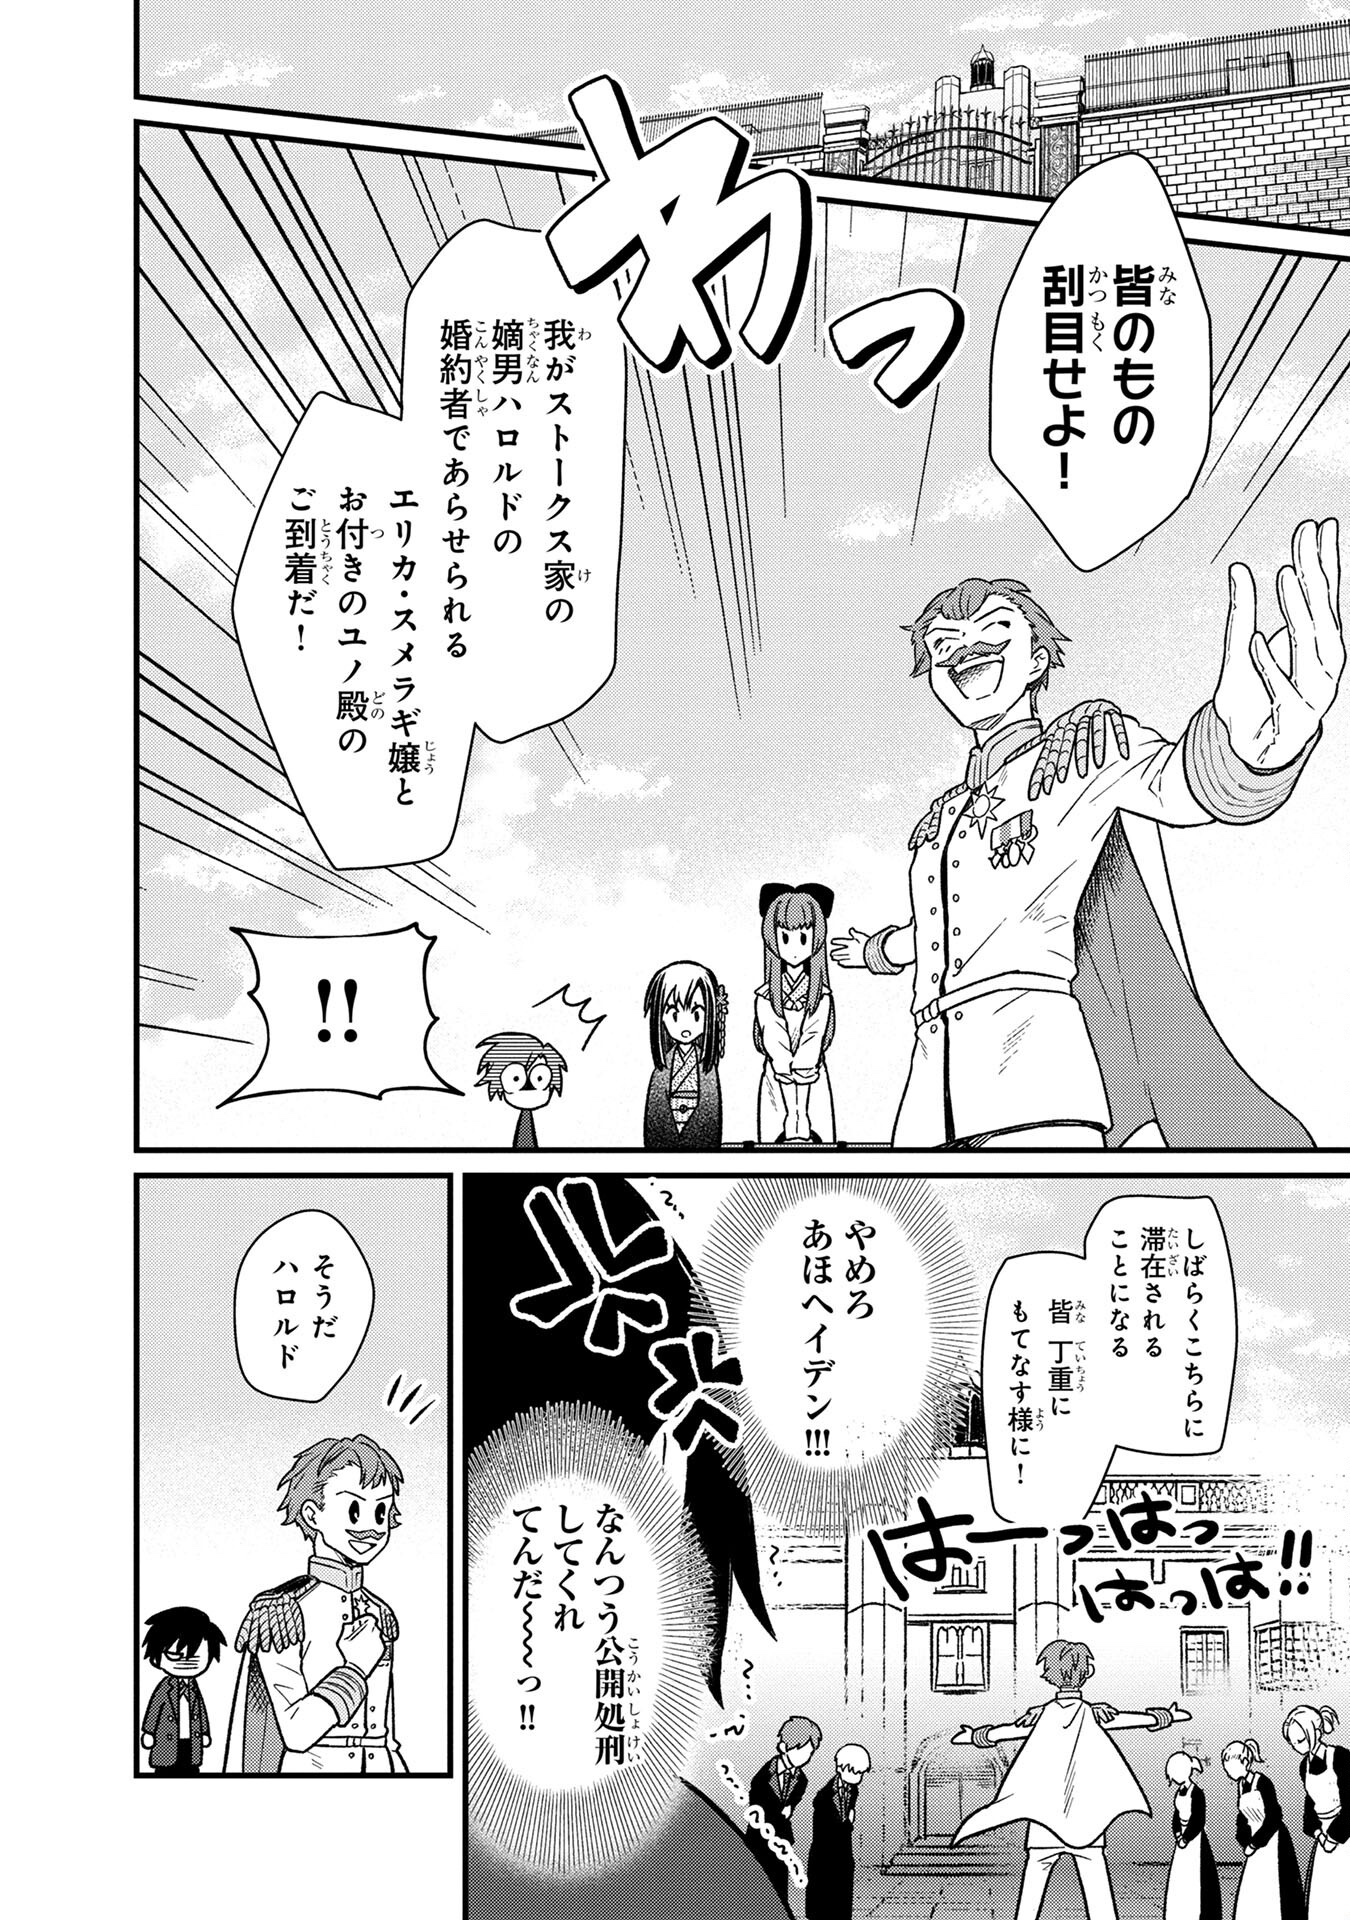 皆のもの
刮目せよ！
わっ
我がストークス家の
嫡男ハロルドの
婚約者であらせられる
エリカ・スメラギ嬢と
お付きのユノ殿の
ご到着だ！
!!
しばらくこちらに
滞在される
ことになる
皆 丁重に
もてなす様に！
はーっはっ
はっは!!
やめろ
あほヘイデン!!!
なんつう公開処刑
してくれ
てんだ〜〜〜っ!!
そうだ
ハロルド